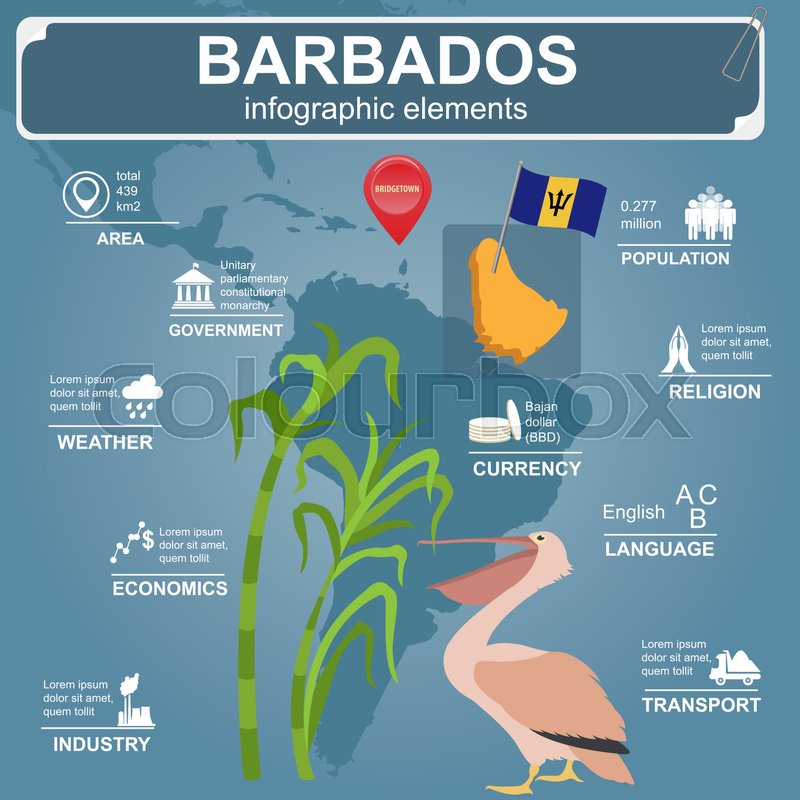 BARBADOS
infographic elements
total
439
km2
AREA
BRIDGETOWN
0.277
million
POPULATION
Unitary
parliamentary
constitutional
monarchy
GOVERNMENT
Lorem ipsum
dolor sit amet,
quem tollit
RELIGION
Lorem ipsum
dolor sit amet,
quem tollit
WEATHER
colourbox
Bajan
dollar
(BBD)
CURRENCY
English
A C
B
LANGUAGE
$
Lorem ipsum
dolor sit amet,
quem tollit
ECONOMICS
Lorem ipsum
dolor sit amet,
quem tollit
TRANSPORT
Lorem ipsum
dolor sit amet,
quem tollit
INDUSTRY